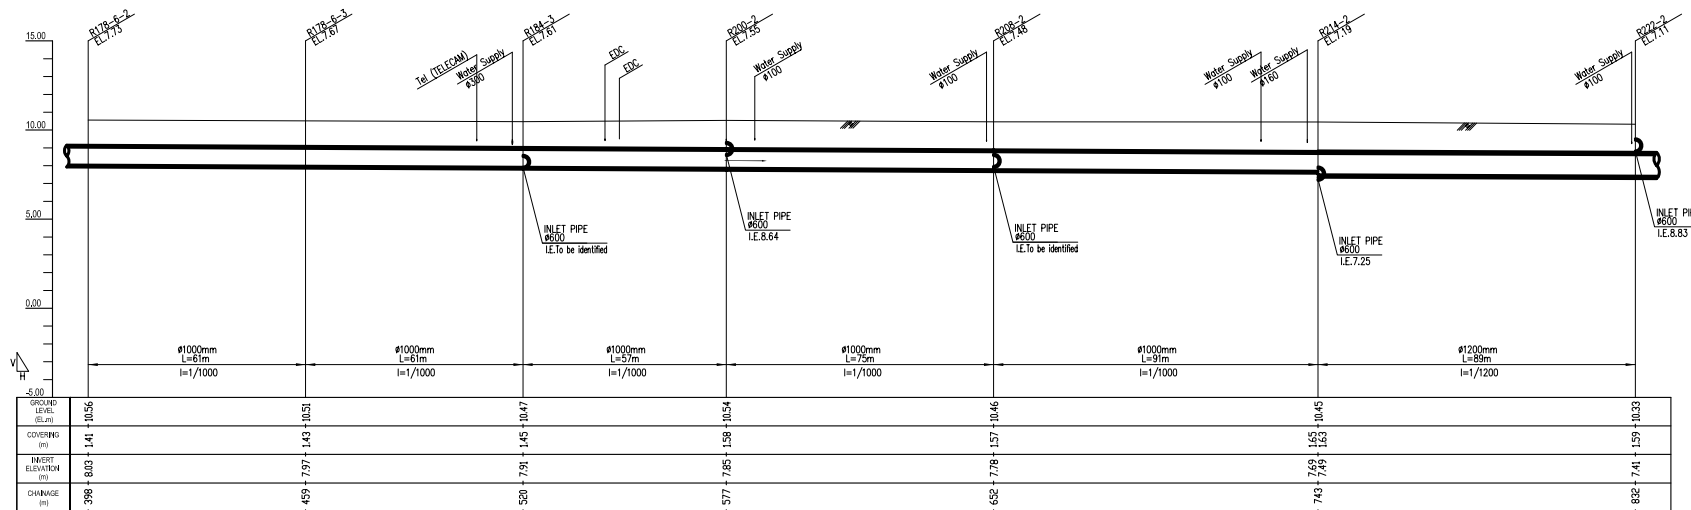 R178-6-2
EL.7.73
R178-6-3
EL.7.67
R184-3
EL.7.61
R200-2
EL.7.55
R208-2
EL.7.48
R214-2
EL.7.19
R222-2
EL.7.11
Tel (TELECAM)
Water Supply
ø300
EDC
EDC
Water Supply
ø100
Water Supply
ø100
Water Supply
ø100
Water Supply
ø160
Water Supply
ø100
15.00
10.00
5.00
0.00
-5.00
V
H
INLET PIPE
ø600
I.E.To be identified
INLET PIPE
ø600
I.E.8.64
INLET PIPE
ø600
I.E.To be identified
INLET PIPE
ø600
I.E.7.25
INLET PI
ø600
I.E.8.83
ø1000mm
L=61m
I=1/1000
ø1000mm
L=61m
I=1/1000
ø1000mm
L=57m
I=1/1000
ø1000mm
L=75m
I=1/1000
ø1000mm
L=91m
I=1/1000
ø1200mm
L=89m
I=1/1200
GROUND
LEVEL
(EL.m)
10.56 10.51 10.47 10.54 10.46 10.45 10.33
COVERING
(m)
1.41 1.43 1.45 1.58 1.57 1.65 1.63 1.59
INVERT
ELEVATION
(m)
8.03 7.97 7.91 7.85 7.78 7.69 7.49 7.41
CHAINAGE
(m)
398 459 520 577 652 743 832